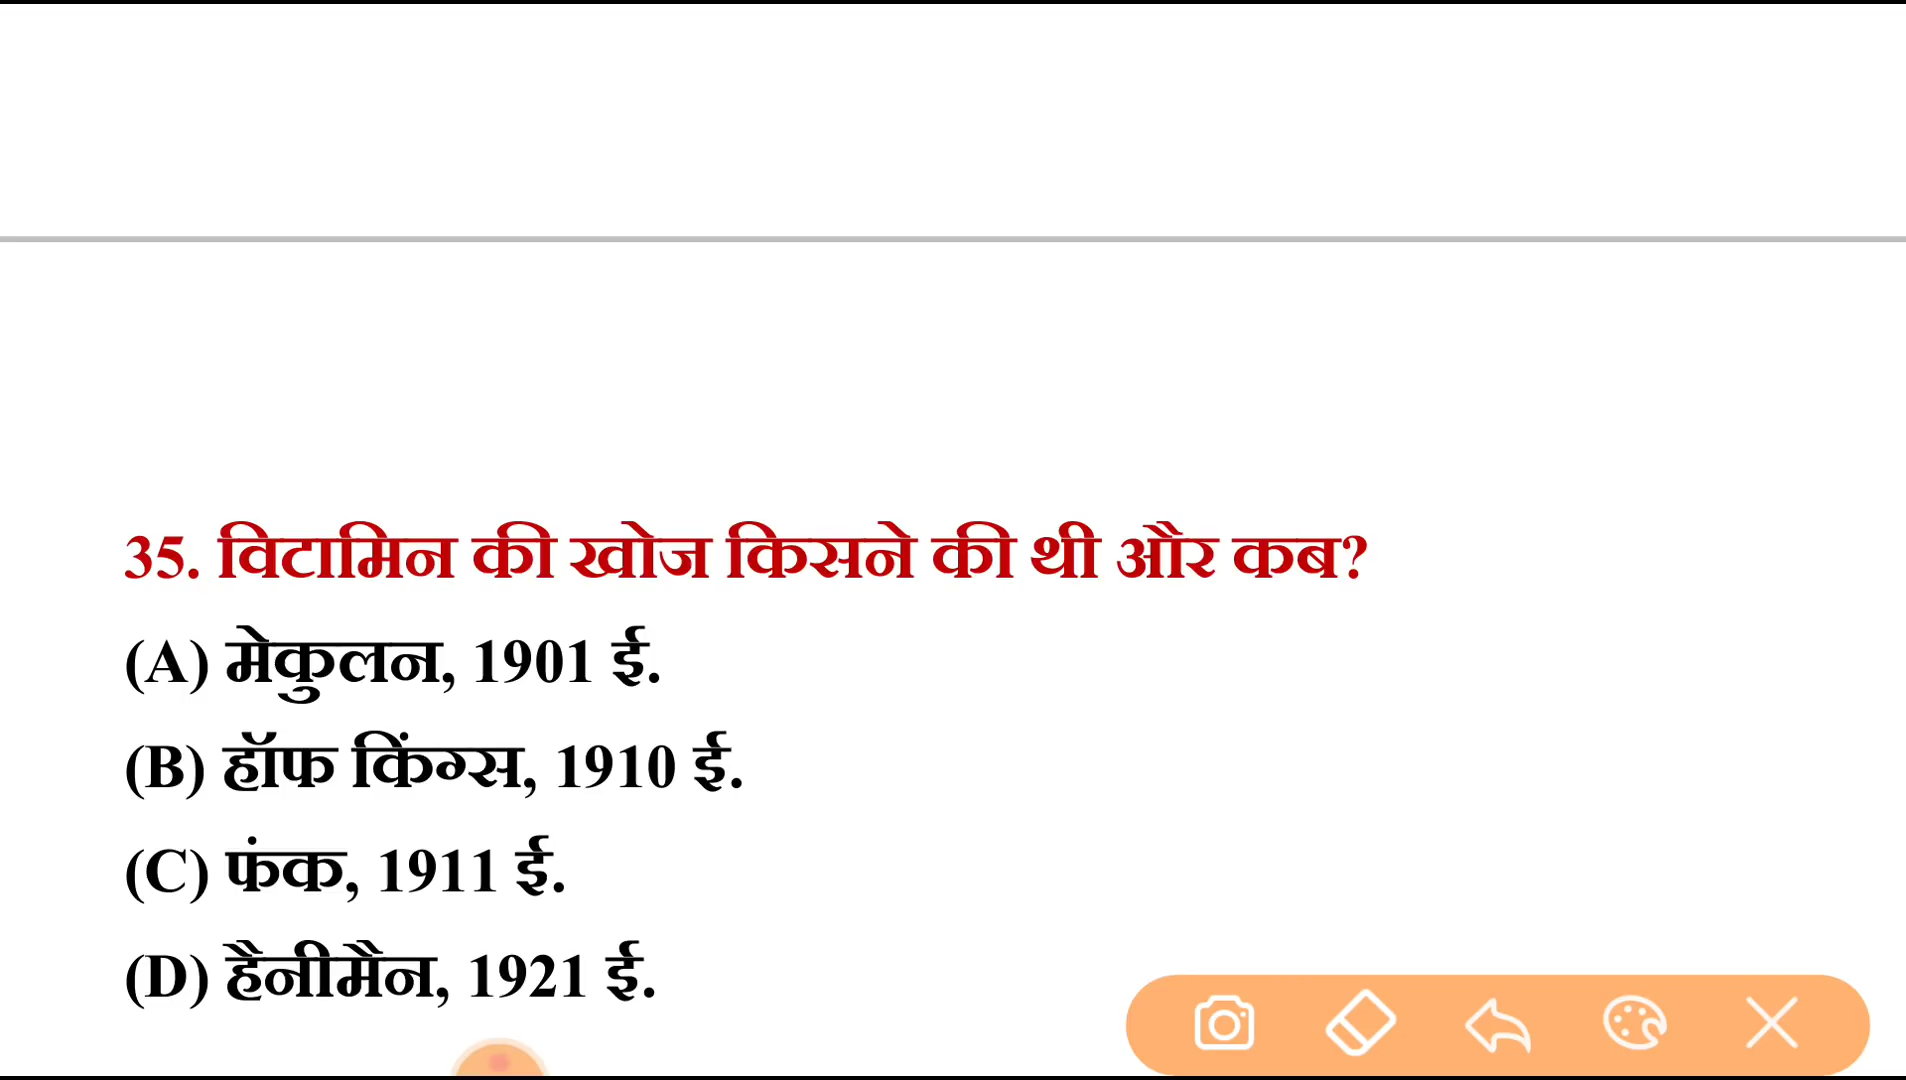 35. विटामिन की खोज किसने की थी और कब?
(A) मेकुलन, 1901 ई.
(B) हॉफ किंग्स, 1910 ई.
(C) फंक, 1911 ई.
(D) हैनीमैन, 1921 ई.